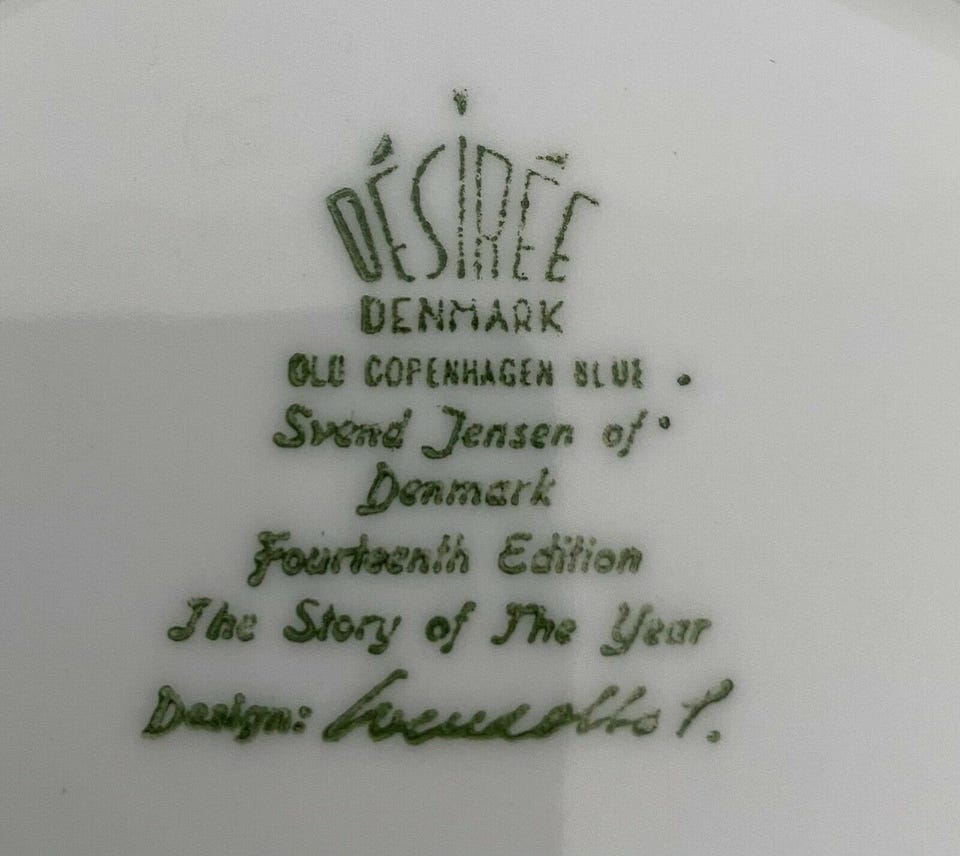 DÉSIRÉE
DENMARK
OLD COPENHAGEN BLUE
Svend Jensen of
Denmark
Fourteenth Edition
The Story of The Year
Design: